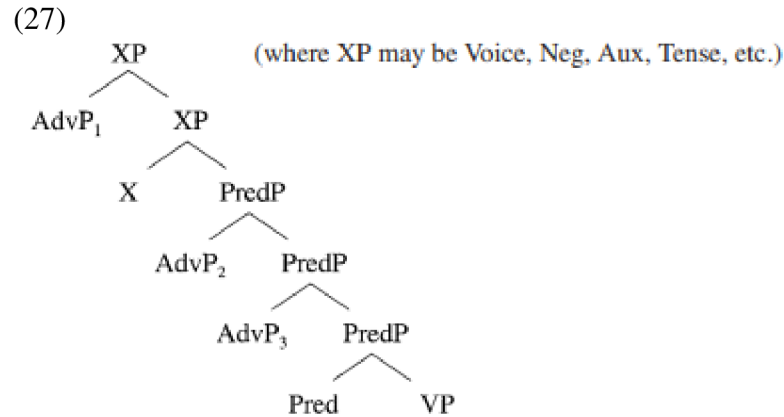 (27)
XP (where XP may be Voice, Neg, Aux, Tense, etc.)
AdvP₁ XP
X PredP
AdvP₂ PredP
AdvP₃ PredP
Pred VP